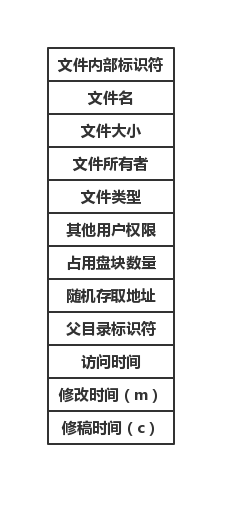 文件内部标识符
文件名
文件大小
文件所有者
文件类型
其他用户权限
占用盘块数量
随机存取地址
父目录标识符
访问时间
修改时间（m）
修稿时间（c）